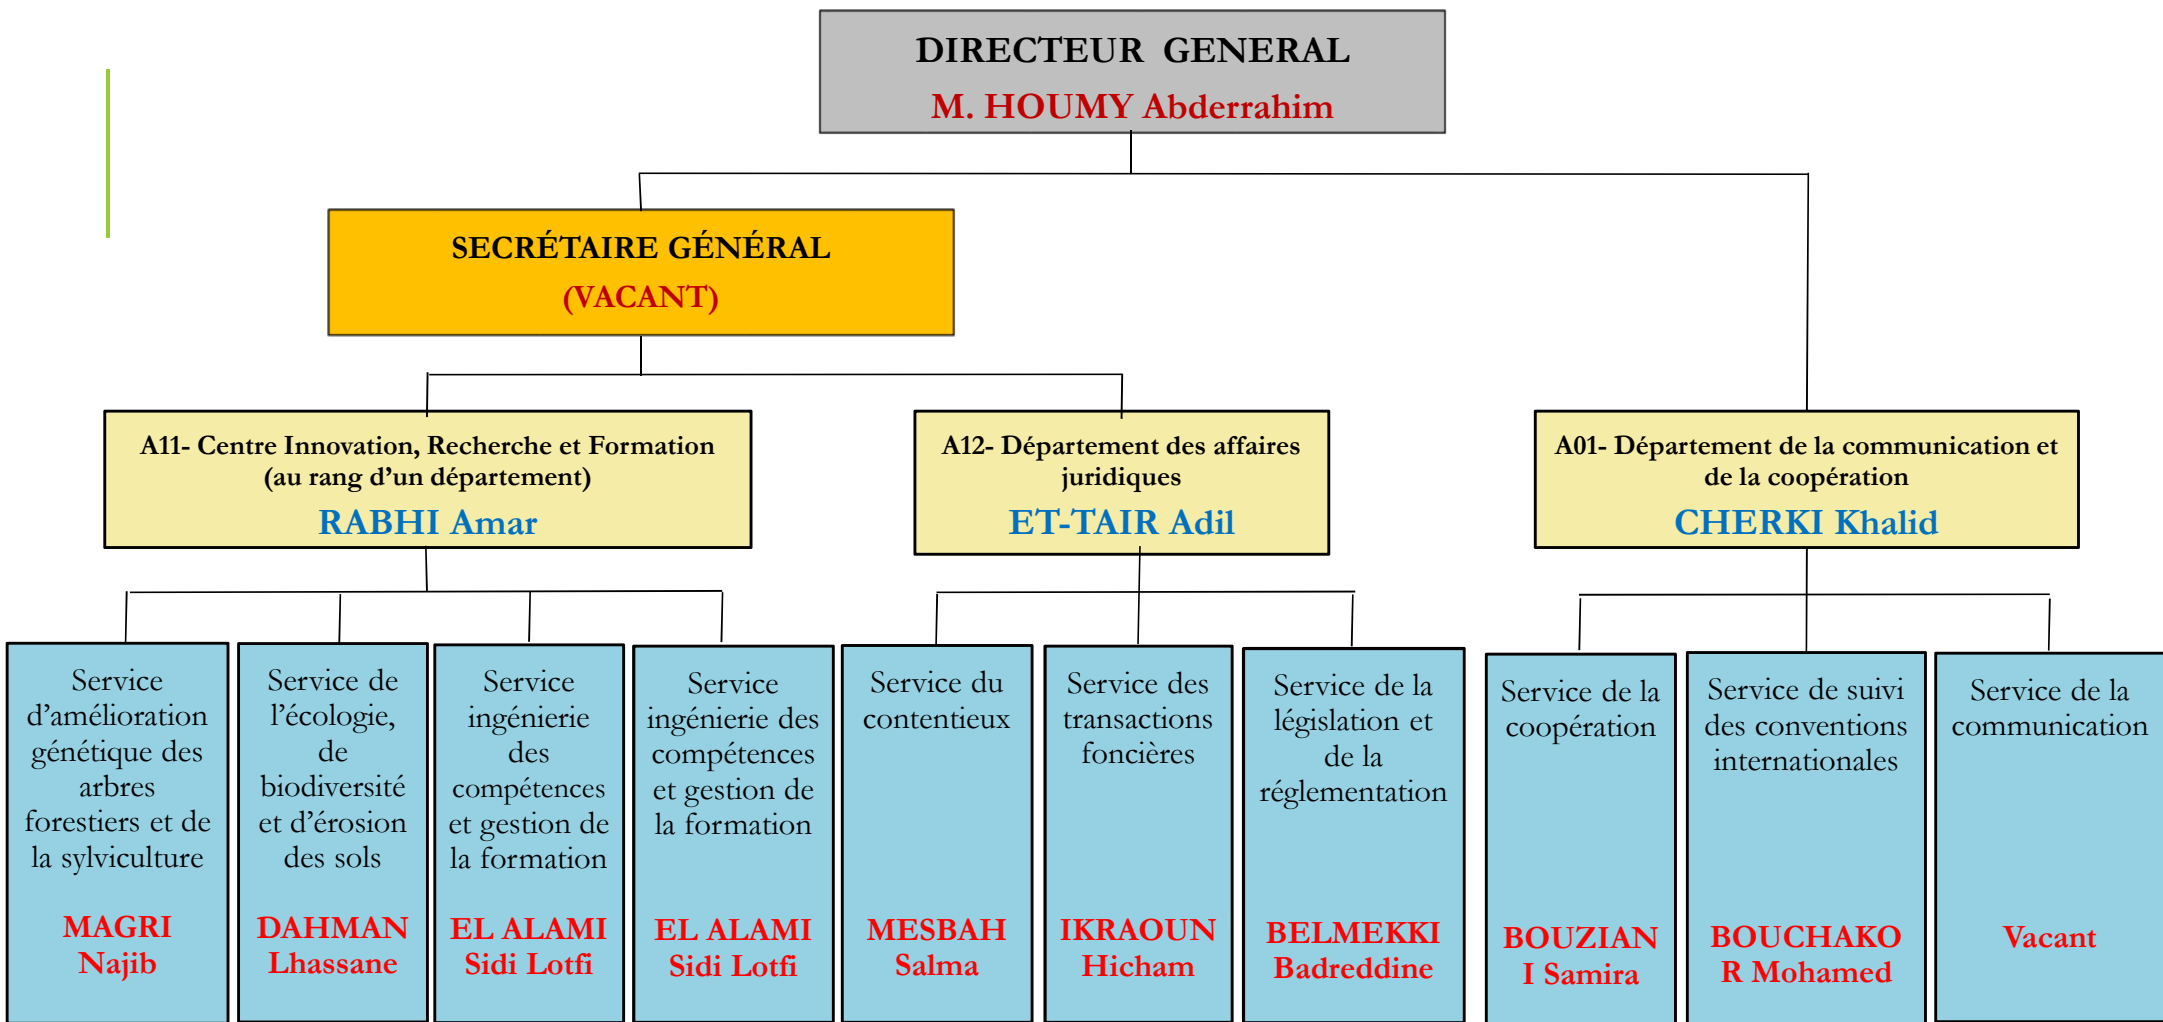 DIRECTEUR GENERAL
M. HOUMY Abderrahim
SECRÉTAIRE GÉNÉRAL
(VACANT)
A11- Centre Innovation, Recherche et Formation
(au rang d’un département)
RABHI Amar
A12- Département des affaires
juridiques
ET-TAIR Adil
A01- Département de la communication et
de la coopération
CHERKI Khalid
Service
d’amélioration
génétique des
arbres
forestiers et de
la sylviculture
MAGRI
Najib
Service de
l’écologie,
de
biodiversité
et d’érosion
des sols
DAHMAN
Lhassane
Service
ingénierie
des
compétences
et gestion de
la formation
EL ALAMI
Sidi Lotfi
Service
ingénierie des
compétences
et gestion de
la formation
EL ALAMI
Sidi Lotfi
Service du
contentieux
MESBAH
Salma
Service des
transactions
foncières
IKRAOUN
Hicham
Service de la
législation et
de la
réglementation
BELMEKKI
Badreddine
Service de la
coopération
BOUZIAN
I Samira
Service de suivi
des conventions
internationales
BOUCHAKO
R Mohamed
Service de la
communication
Vacant